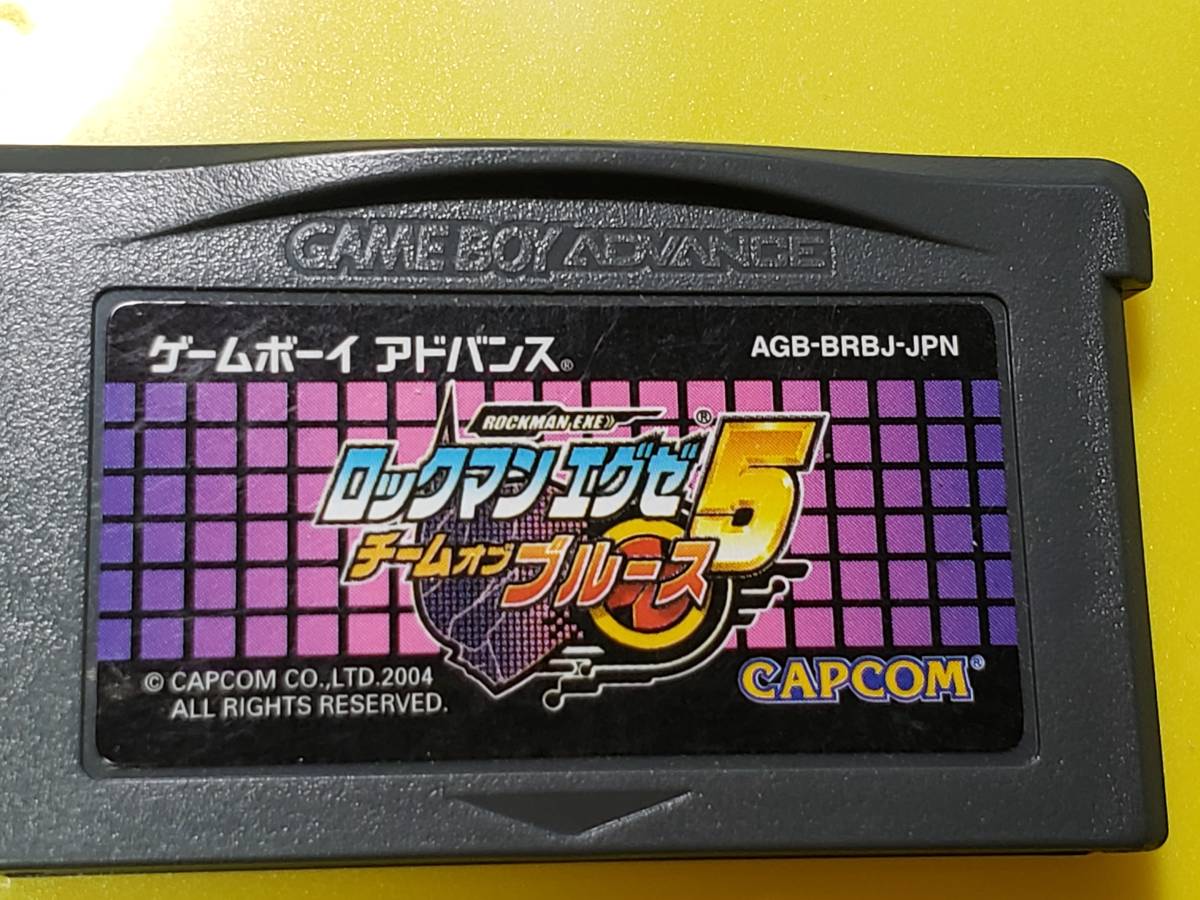 GAME BOY ADVANCE
ゲームボーイ アドバンス®
AGB-BRBJ-JPN
ROCKMAN.EXE ®
ロックマン エグゼ 5
チームオブ ブルース
© CAPCOM CO.,LTD.2004
ALL RIGHTS RESERVED.
CAPCOM®